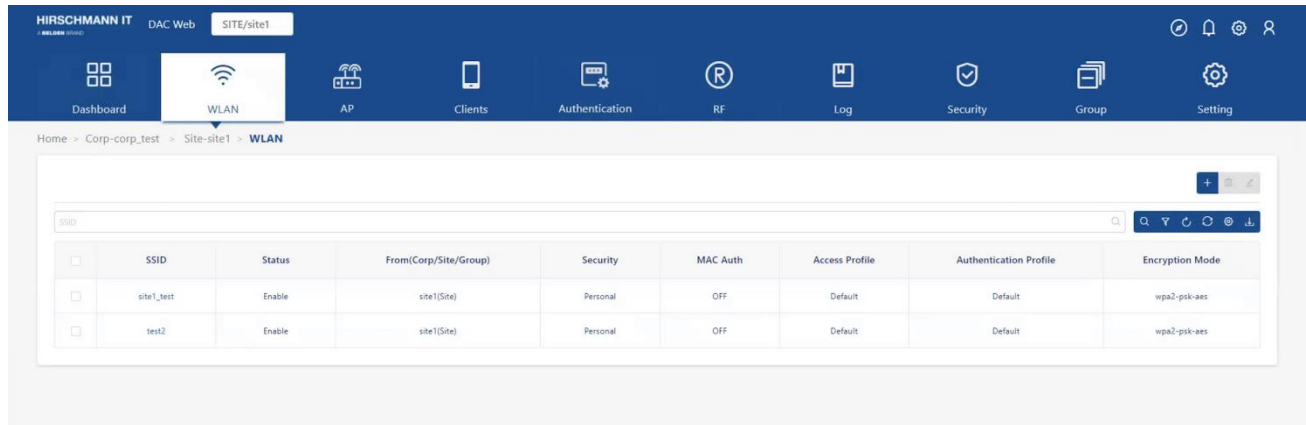 HIRSCHMANN IT DAC Web SITE/site1
A BELDEN BRAND
Dashboard WLAN AP Clients Authentication RF Log Security Group Setting
Home > Corp-corp_test > Site-site1 > WLAN
SSID
SSID Status From(Corp/Site/Group) Security MAC Auth Access Profile Authentication Profile Encryption Mode
site1_test Enable site1(Site) Personal OFF Default Default wpa2-psk-aes
test2 Enable site1(Site) Personal OFF Default Default wpa2-psk-aes